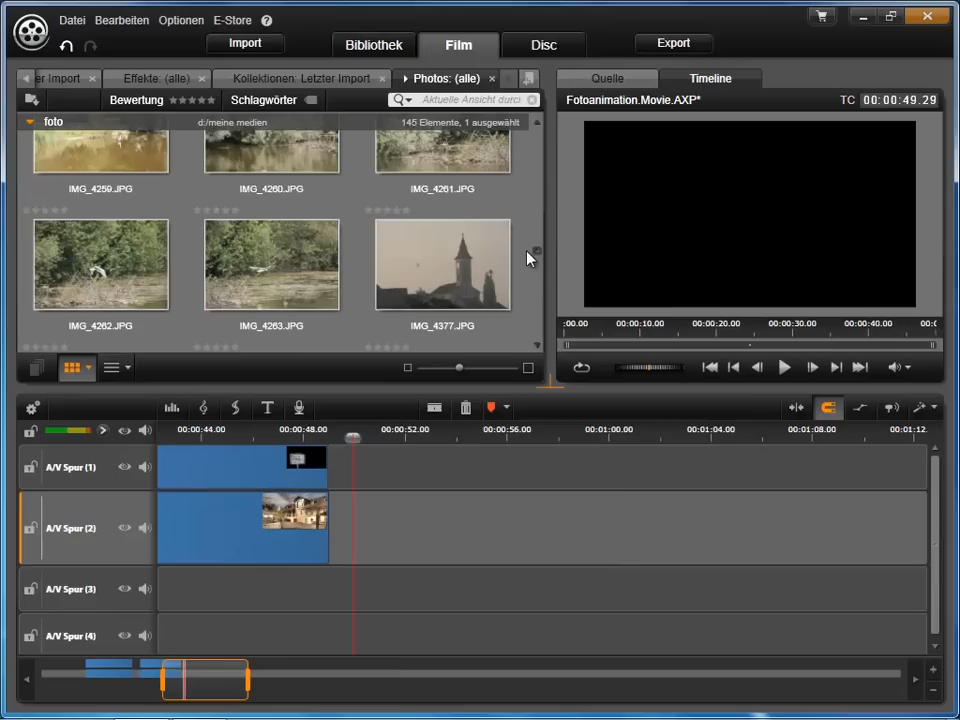 Datei Bearbeiten Optionen E-Store ?
Import Bibliothek Film Disc Export
er Import Effekte: (alle) Kollektionen: Letzter Import Photos: (alle) Quelle Timeline
Bewertung Schlagwörter Aktuelle Ansicht durc Fotoanimation.Movie.AXP* TC 00:00:49.29
foto d:/meine medien 145 Elemente, 1 ausgewählt
IMG_4259.JPG IMG_4260.JPG IMG_4261.JPG
IMG_4262.JPG IMG_4263.JPG IMG_4377.JPG
:00.00 00:00:10.00 00:00:20.00 00:00:30.00 00:00:40.00 00:(
00:00:44.00 00:00:48.00 00:00:52.00 00:00:56.00 00:01:00.00 00:01:04.00 00:01:08.00 00:01:12.
A/V Spur (1)
A/V Spur (2)
A/V Spur (3)
A/V Spur (4)